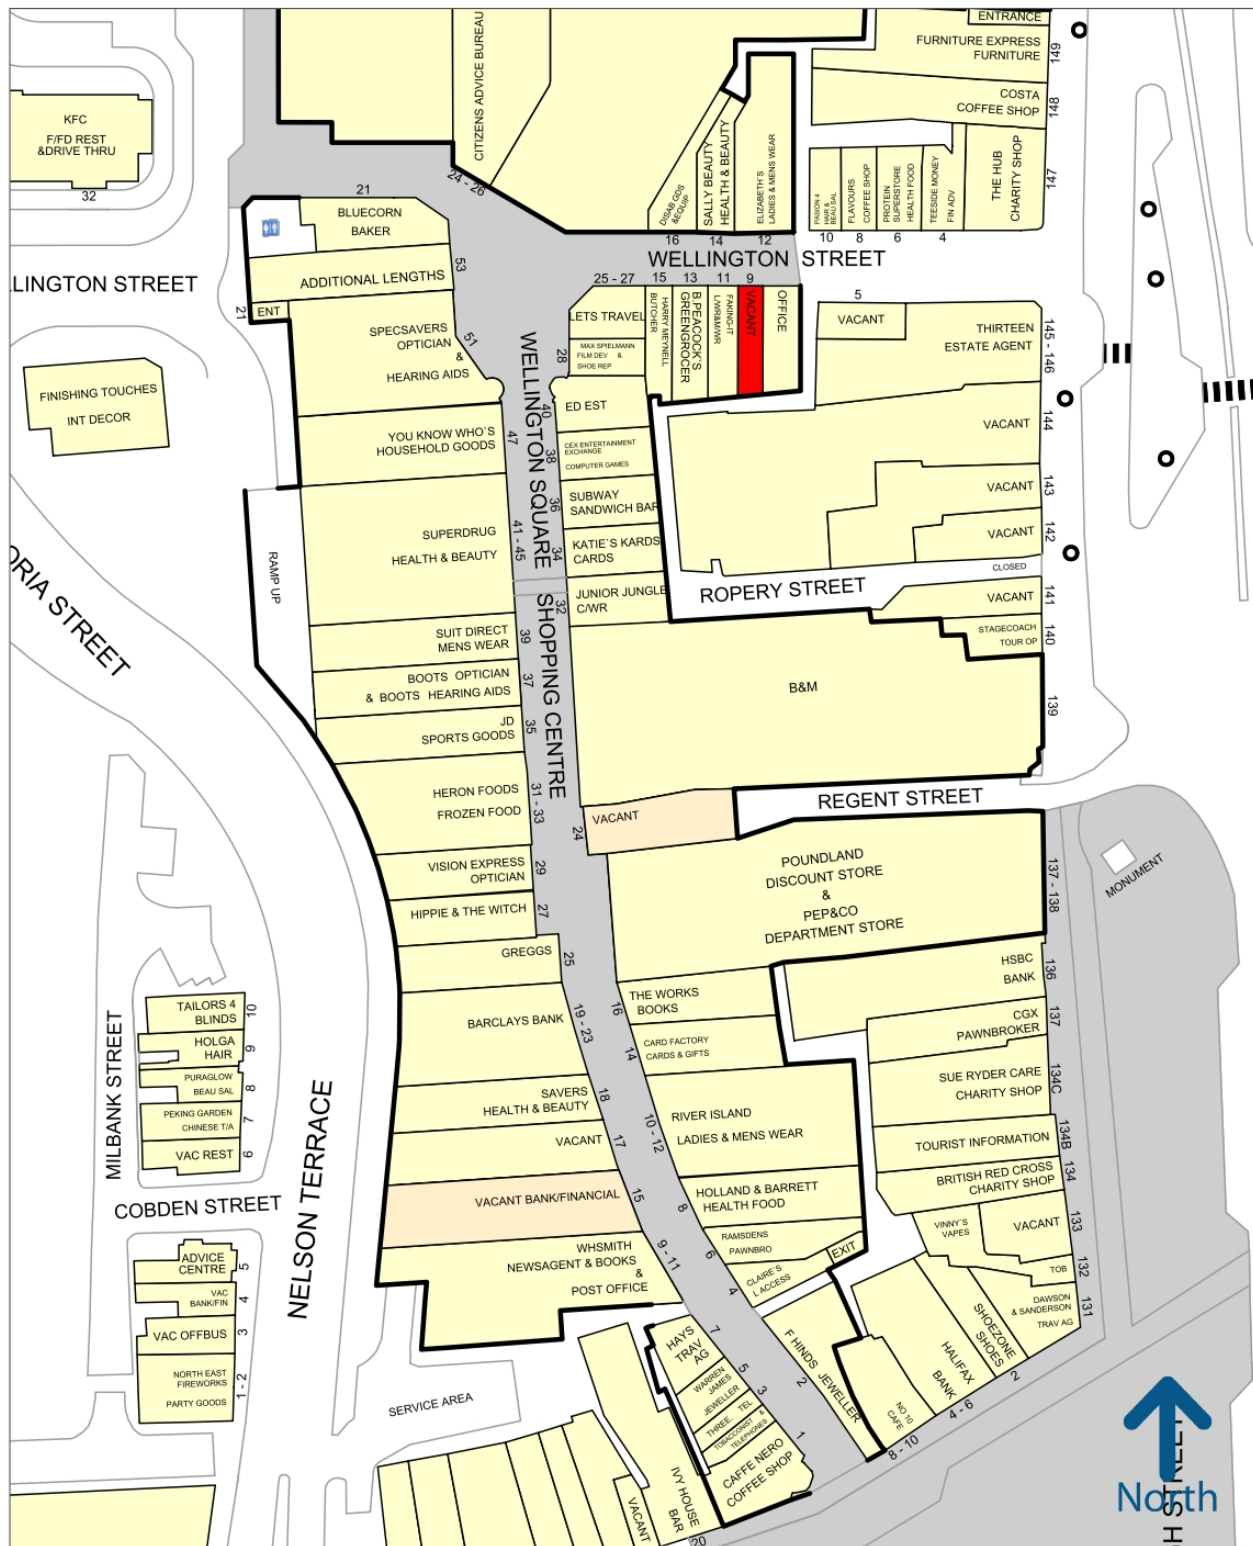 ENTRANCE
FURNITURE EXPRESS
FURNITURE
149
COSTA
COFFEE SHOP
148
CITIZENS ADVICE BUREAU
24 - 26
KFC
F/FD REST
&DRIVE THRU
32
DISAB GDS
&EQUIP
SALLY BEAUTY
HEALTH & BEAUTY
ELIZABETH'S
LADIES & MENS WEAR
PASION 4
HAIR &
BEAU SAL
FLAVOURS
COFFEE SHOP
PROTEIN
SUPERSTORE
HEALTH FOOD
TEESIDE MONEY
FIN ADV
THE HUB
CHARITY SHOP
147
16
14
12
10
8
6
4
21
BLUECORN
BAKER
WELLINGTON STREET
LLINGTON STREET
ADDITIONAL LENGTHS
53
21
ENT
25 - 27
15
13
11
9
5
LETS TRAVEL
HARRY MEYNELL
BUTCHER
B.PEACOCK'S
GREENGROCER
FAKING-IT
L/WR&M/WR
VACANT
OFFICE
VACANT
THIRTEEN
ESTATE AGENT
145 - 146
SPECSAVERS
OPTICIAN
&
HEARING AIDS
51
MAX SPIELMANN
FILM DEV &
SHOE REP
28
FINISHING TOUCHES
INT DECOR
ED EST
40
VACANT
144
YOU KNOW WHO`S
HOUSEHOLD GOODS
47
CEX ENTERTAINMENT
EXCHANGE
COMPUTER GAMES
38
WELLINGTON SQUARE
SHOPPING CENTRE
VACANT
143
SUBWAY
SANDWICH BAR
36
SUPERDRUG
HEALTH & BEAUTY
41 - 45
KATIE`S KARDS
CARDS
34
VACANT
142
RAMP UP
CLOSED
ROPERY STREET
JUNIOR JUNGLE
C/WR
32
VACANT
141
ORIA STREET
SUIT DIRECT
MENS WEAR
39
STAGECOACH
TOUR OP
140
BOOTS OPTICIAN
& BOOTS HEARING AIDS
37
B&M
139
JD
SPORTS GOODS
35
HERON FOODS
FROZEN FOOD
31 - 33
VACANT
24
REGENT STREET
VISION EXPRESS
OPTICIAN
29
POUNDLAND
DISCOUNT STORE
&
PEP&CO
DEPARTMENT STORE
137 - 138
MONUMENT
HIPPIE & THE WITCH
27
GREGGS
25
HSBC
BANK
136
THE WORKS
BOOKS
16
TAILORS 4
BLINDS
10
BARCLAYS BANK
19 - 23
CGX
PAWNBROKER
137
HOLGA
HAIR
9
CARD FACTORY
CARDS & GIFTS
14
MILBANK STREET
PURAGLOW
BEAU SAL
8
SUE RYDER CARE
CHARITY SHOP
134C
PEKING GARDEN
CHINESE T/A
7
SAVERS
HEALTH & BEAUTY
18
RIVER ISLAND
LADIES & MENS WEAR
10 - 12
VAC REST
6
VACANT
17
TOURIST INFORMATION
134B
BRITISH RED CROSS
CHARITY SHOP
134
COBDEN STREET
NELSON TERRACE
VACANT BANK/FINANCIAL
15
HOLLAND & BARRETT
HEALTH FOOD
8
VINNY`S
VAPES
VACANT
133
ADVICE
CENTRE
5
WHSMITH
NEWSAGENT & BOOKS
&
POST OFFICE
9 - 11
RAMSDENS
PAWNBRO
6
EXIT
TOB
132
VAC
BANK/FIN
4
CLAIRE`S
L ACCESS
4
DAWSON
& SANDERSON
TRAV AG
131
VAC OFFBUS
3
HAYS
TRAV
AG
7
F HINDS JEWELLER
2
SHOEZONE
SHOES
2
NORTH EAST
FIREWORKS
PARTY GOODS
1 - 2
WARREN
JAMES
JEWELLER
5
HALIFAX
BANK
4 - 6
SERVICE AREA
THREE. TEL
3
TOBACCONIST &
TELEPHONES
NO 10
CAFE
8 - 10
CAFFE NERO
COFFEE SHOP
1
IVY HOUSE
BAR
20
VACANT
North
H STREET